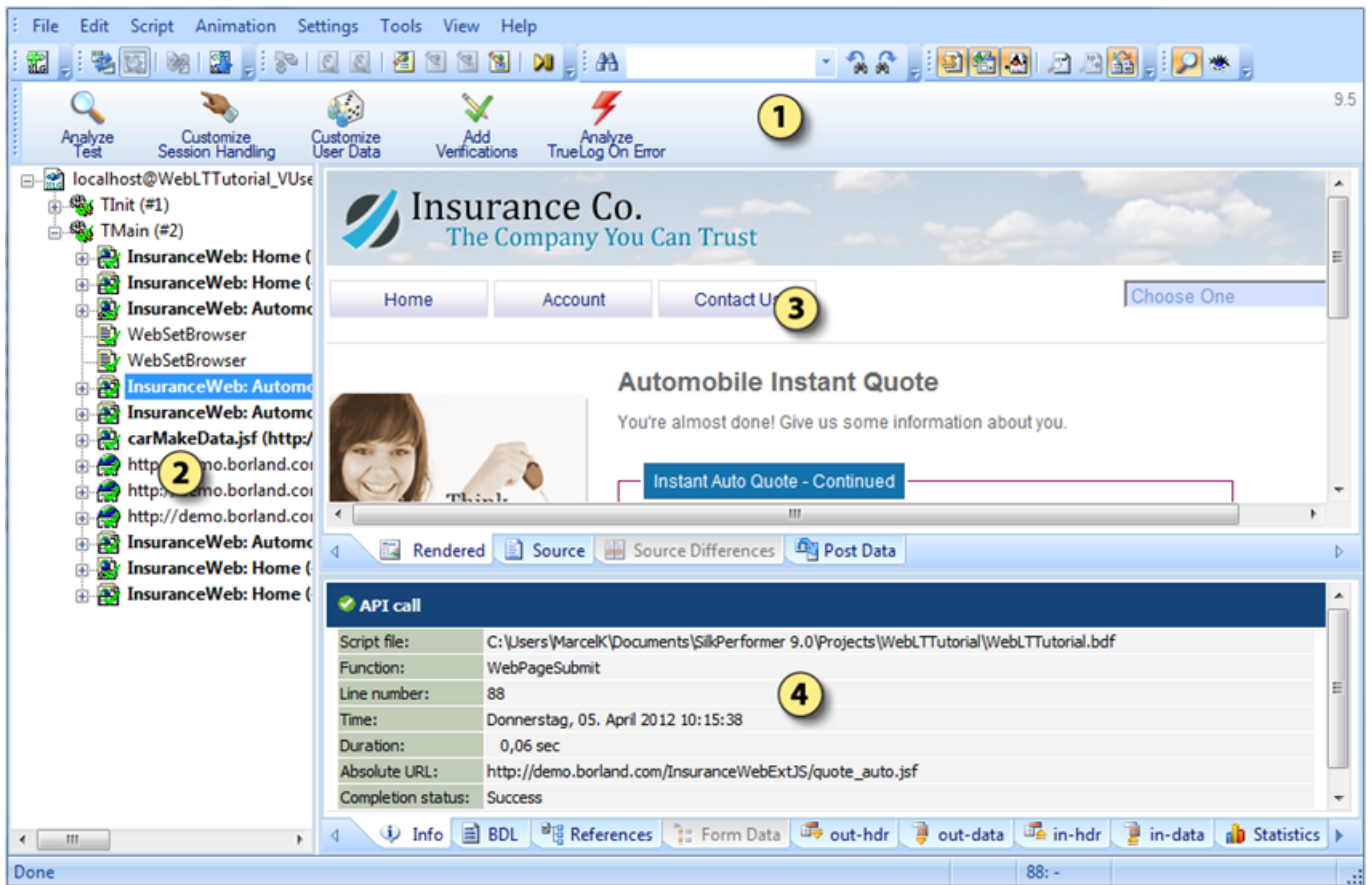 File Edit Script Animation Settings Tools View Help
9.5
Analyze Test
Customize Session Handling
Customize User Data
Add Verifications
Analyze TrueLog On Error
1
localhost@WebLTTutorial_VUse
TInit (#1)
TMain (#2)
InsuranceWeb: Home (
InsuranceWeb: Home (
InsuranceWeb: Automo
WebSetBrowser
WebSetBrowser
InsuranceWeb: Automo
InsuranceWeb: Automo
carMakeData.jsf (http:/
http://demo.borland.com
http://demo.borland.com
http://demo.borland.com
InsuranceWeb: Automo
InsuranceWeb: Home (
InsuranceWeb: Home (
2
Insurance Co.
The Company You Can Trust
Home Account Contact Us
3
Choose One
Automobile Instant Quote
You're almost done! Give us some information about you.
Instant Auto Quote - Continued
Think
Rendered Source Source Differences Post Data
API call
Script file: C:\Users\MarcelK\Documents\SilkPerformer 9.0\Projects\WebLTTutorial\WebLTTutorial.bdf
Function: WebPageSubmit
Line number: 88
4
Time: Donnerstag, 05. April 2012 10:15:38
Duration: 0,06 sec
Absolute URL: http://demo.borland.com/InsuranceWebExtJS/quote_auto.jsf
Completion status: Success
Info BDL References Form Data out-hdr out-data in-hdr in-data Statistics
Done
88: -